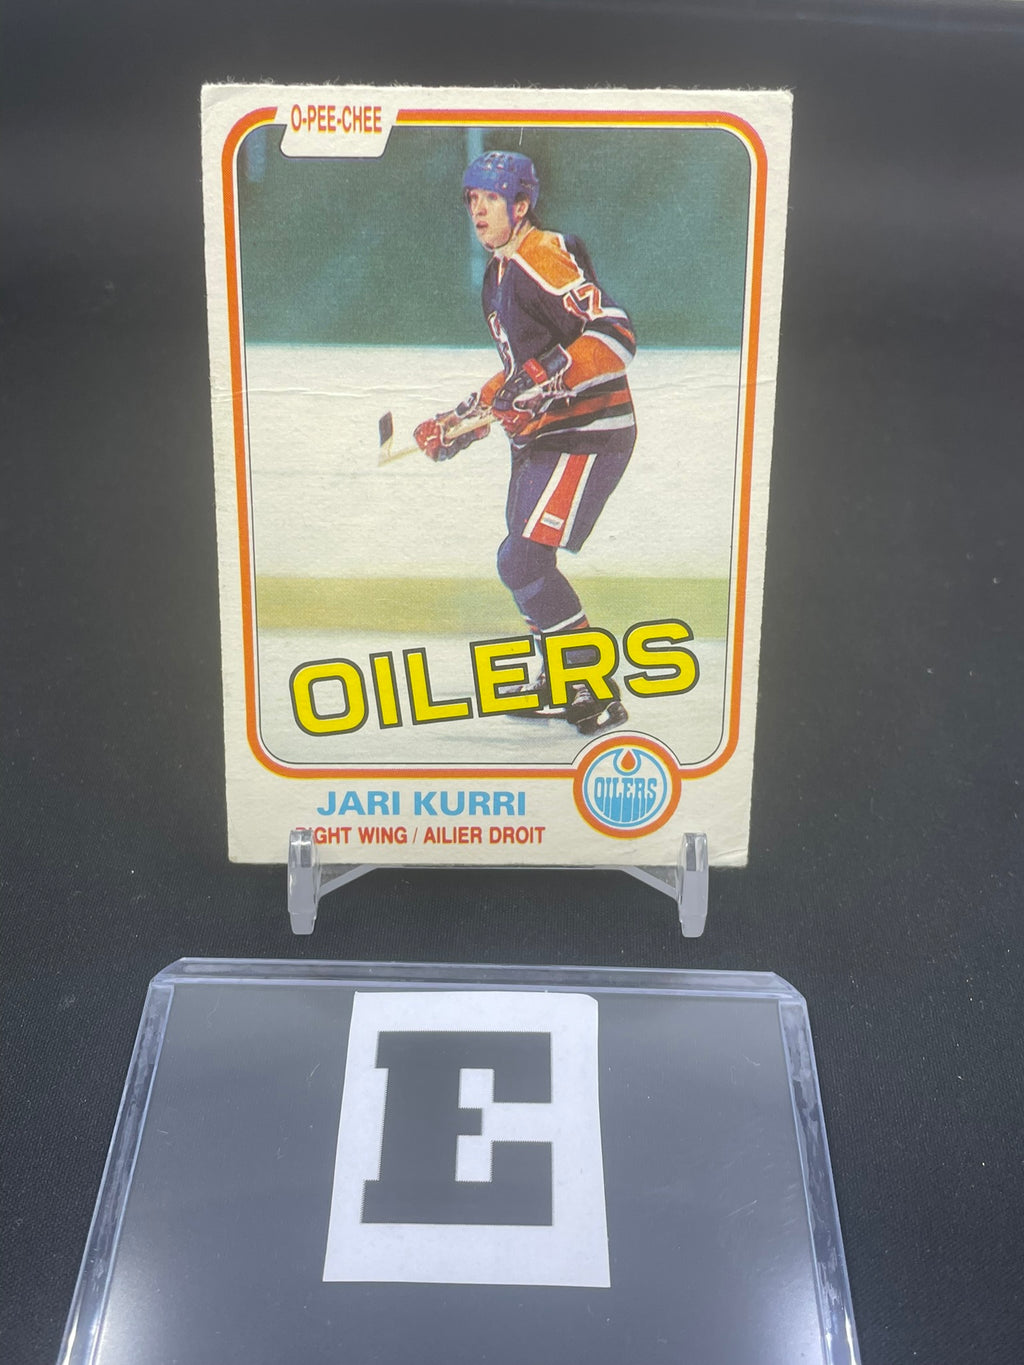 O-PEE-CHEE
17
OILERS
OILERS
JARI KURRI
RIGHT WING / AILIER DROIT
E